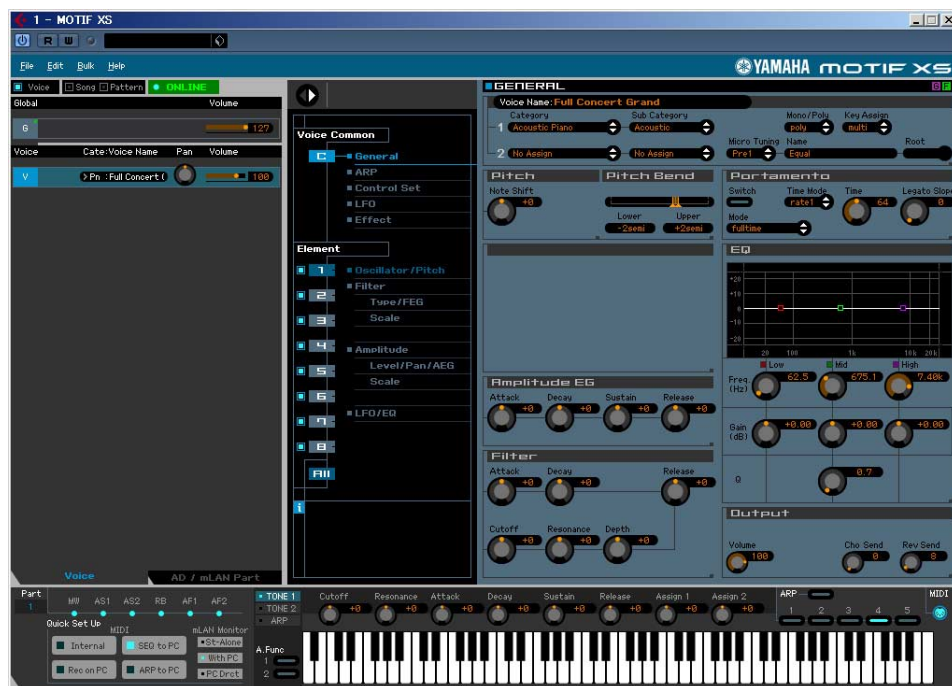 1 - MOTIF XS
R W
File Edit Bulk Help
YAMAHA MOTIF XS
Voice Song Pattern ONLINE
Global Volume
G 127
Voice Cate:Voice Name Pan Volume
V Pn :Full Concert ( 100
Voice AD / mLAN Part
Voice Common
C General
ARP
Control Set
LFO
Effect
Element
1 Oscillator/Pitch
2 Filter
Type/FEG
3 Scale
4 Amplitude
5 Level/Pan/AEG
Scale
6
7 LFO/EQ
8
All
i
GENERAL
Voice Name:Full Concert Grand
Category Sub Category Mono/Poly Key Assign
1 Acoustic Piano Acoustic poly multi
Micro Tuning Name Root
2 No Assign No Assign Pre1 Equal
Pitch
Note Shift
+0
Pitch Bend
Lower Upper
-2semi +2semi
Portamento
Switch Time Mode Time Legato Slope
rate1 64 0
Mode
fulltime
EQ
+20
+10
0
-10
-20
20 100 1k 10k 20k
Low Mid High
Freq. (Hz) 62.5 675.1 7.40k
Gain (dB) +0.00 +0.00 +0.00
Q 0.7
Amplitude EG
Attack Decay Sustain Release
+0 +0 +0 +0
Filter
Attack Decay Release
+0 +0 +0
Cutoff Resonance Depth
+0 +0 +0
Output
Volume Cho Send Rev Send
100 0 8
Part
1
MW AS1 AS2 RB AF1 AF2
Quick Set Up
MIDI mLAN Monitor
Internal SEQ to PC St-Alone
With PC
Rec on PC ARP to PC PC Drct
TONE 1
TONE 2
ARP
A.Func
1
2
Cutoff Resonance Attack Decay Sustain Release Assign 1 Assign 2
+0 +0 +0 +0 +0 +0 +0 +0
ARP
1 2 3 4 5
MIDI